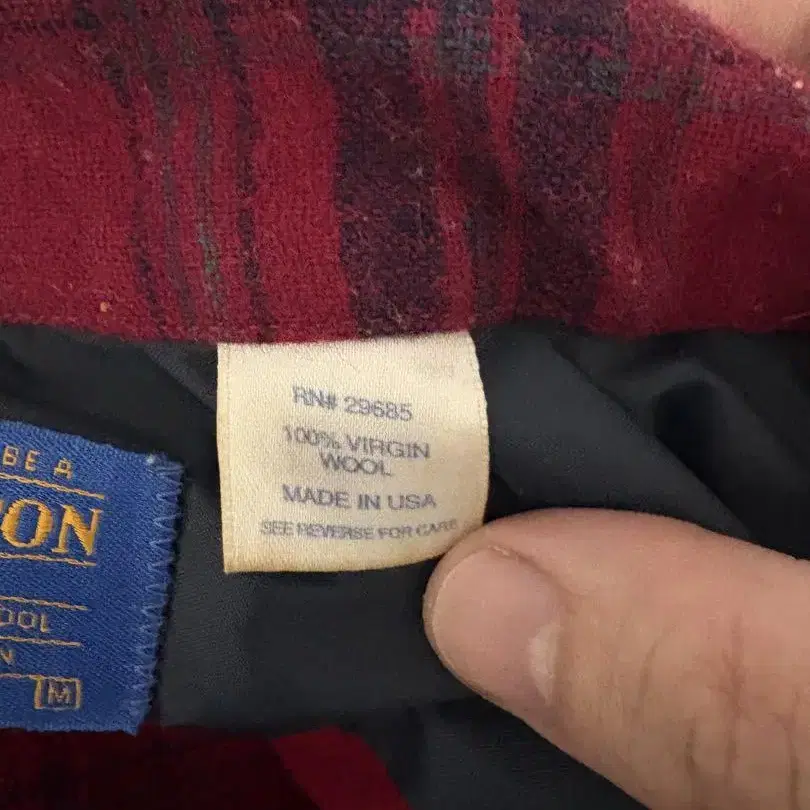 RN# 29685
100% VIRGIN
WOOL
MADE IN USA
SEE REVERSE FOR CARE
BE A
ON
OOL
N
M